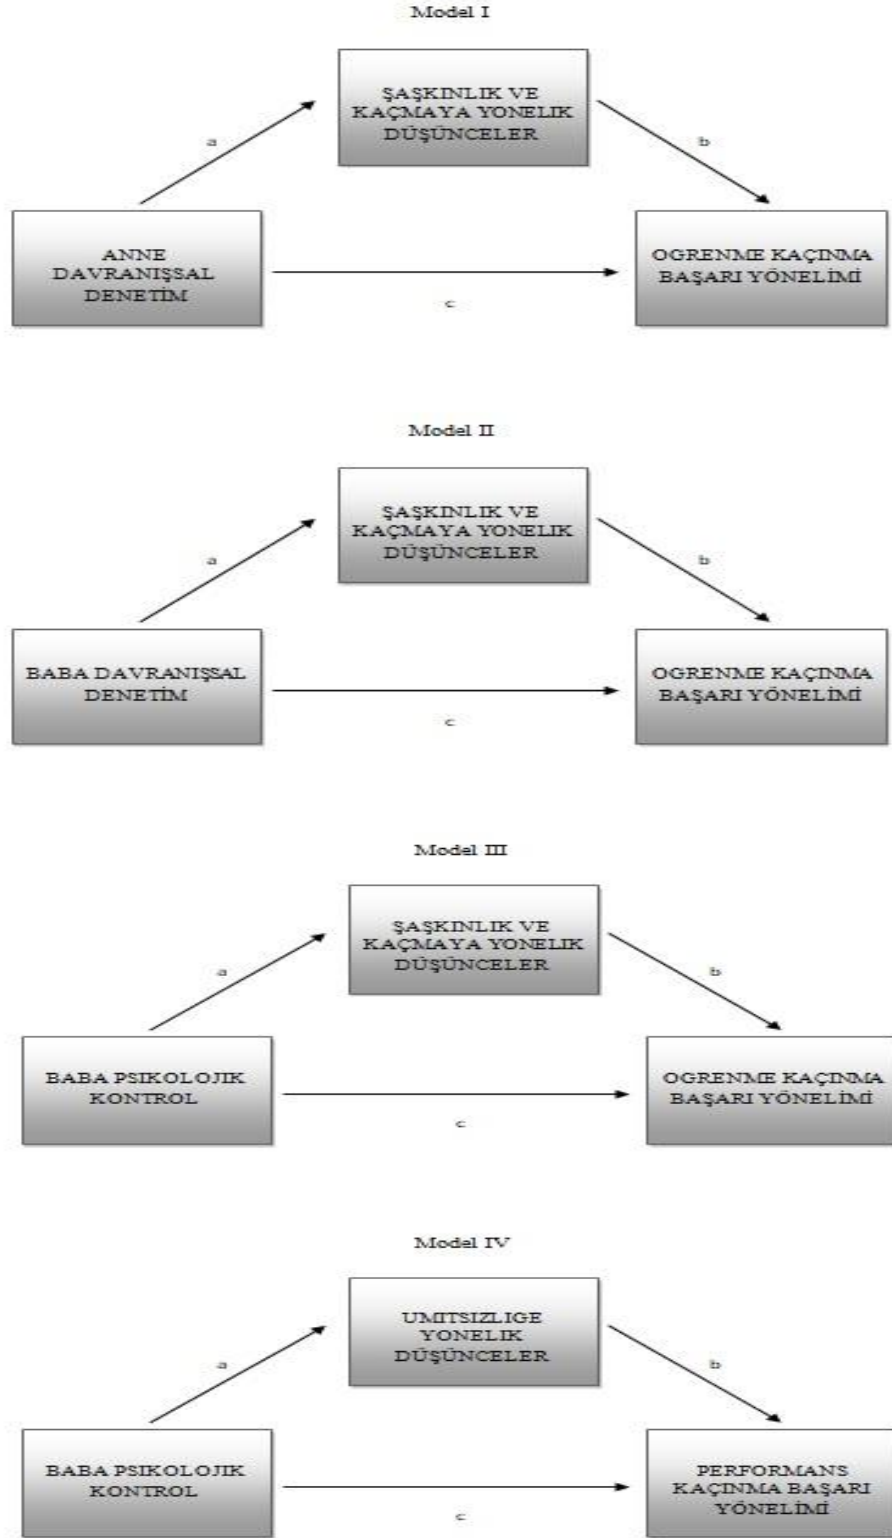 Model I
ŞAŞKINLIK VE
KAÇMAYA YONELIK
DÜŞÜNCELER
a
b
ANNE
DAVRANIŞSAL
DENETİM
OGRENME KAÇINMA
BAŞARI YÖNELİMİ
c
Model II
ŞAŞKINLIK VE
KAÇMAYA YONELIK
DÜŞÜNCELER
a
b
BABA DAVRANIŞSAL
DENETİM
OGRENME KAÇINMA
BAŞARI YÖNELİMİ
c
Model III
ŞAŞKINLIK VE
KAÇMAYA YONELIK
DÜŞÜNCELER
a
b
BABA PSIKOLOJIK
KONTROL
OGRENME KAÇINMA
BAŞARI YÖNELİMİ
c
Model IV
UMITSIZLIGE
YONELIK
DÜŞÜNCELER
a
b
BABA PSIKOLOJIK
KONTROL
PERFORMANS
KAÇINMA BAŞARI
YÖNELİMİ
c